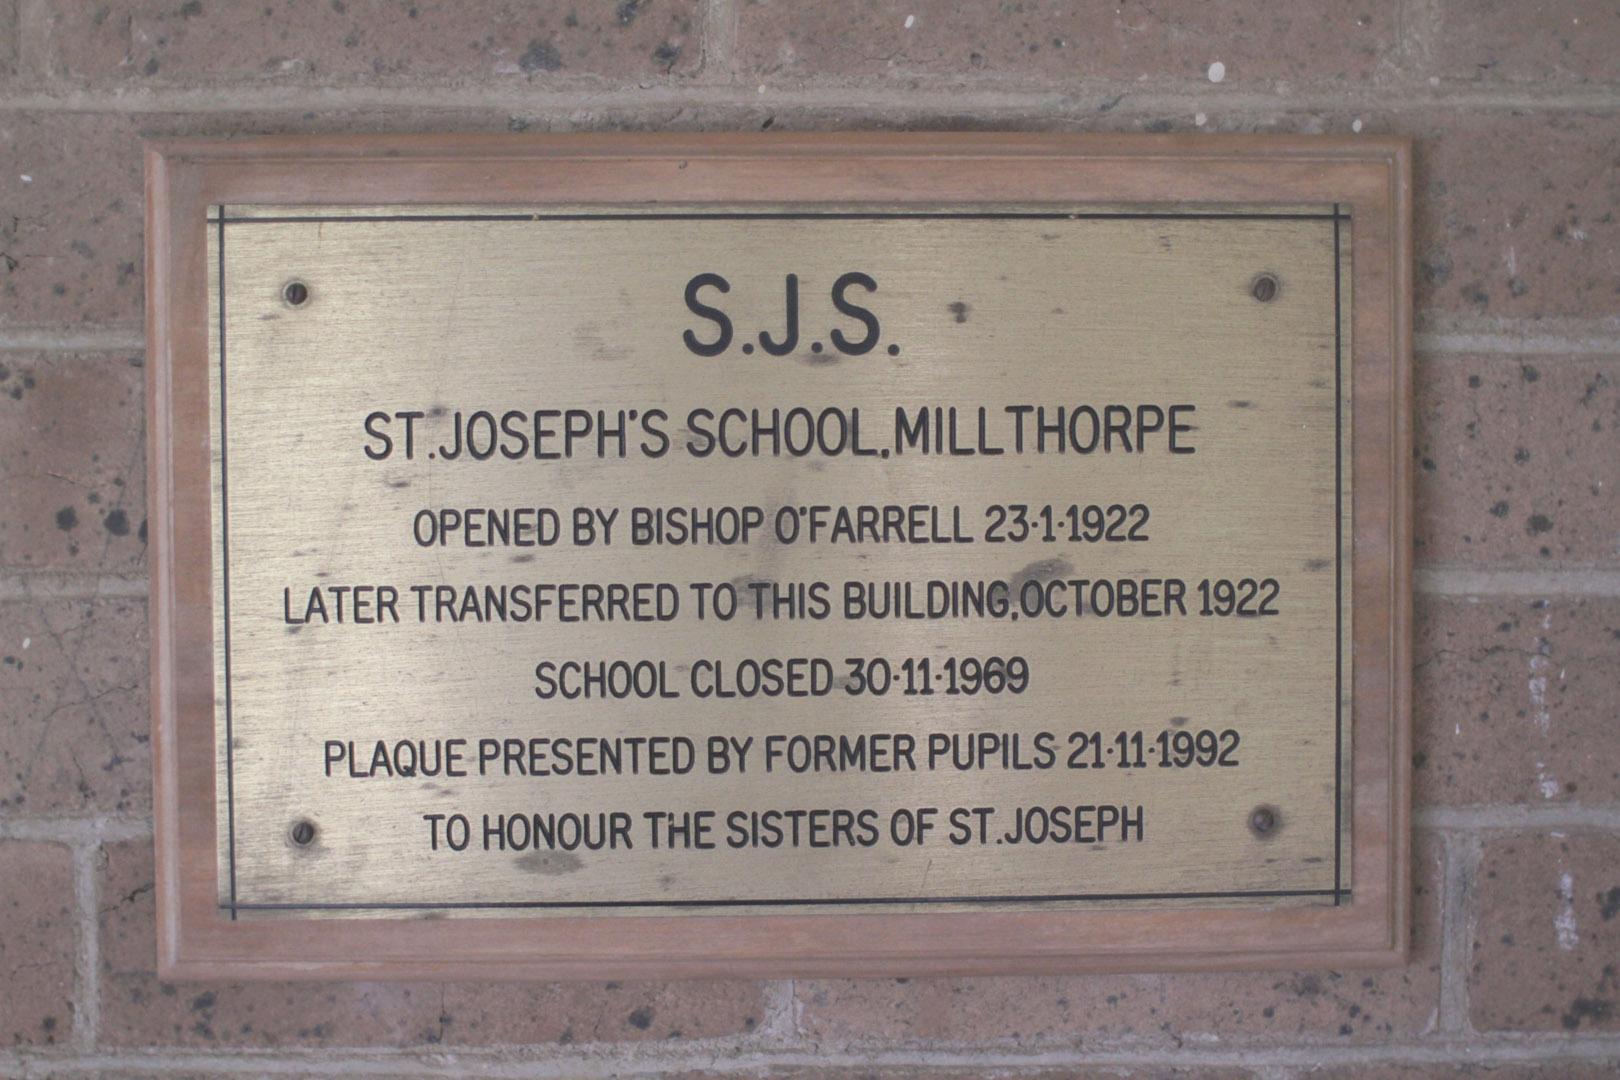 S.J.S.
ST.JOSEPH'S SCHOOL,MILLTHORPE
OPENED BY BISHOP O'FARRELL 23·1·1922
LATER TRANSFERRED TO THIS BUILDING,OCTOBER 1922
SCHOOL CLOSED 30·11·1969
PLAQUE PRESENTED BY FORMER PUPILS 21·11·1992
TO HONOUR THE SISTERS OF ST.JOSEPH